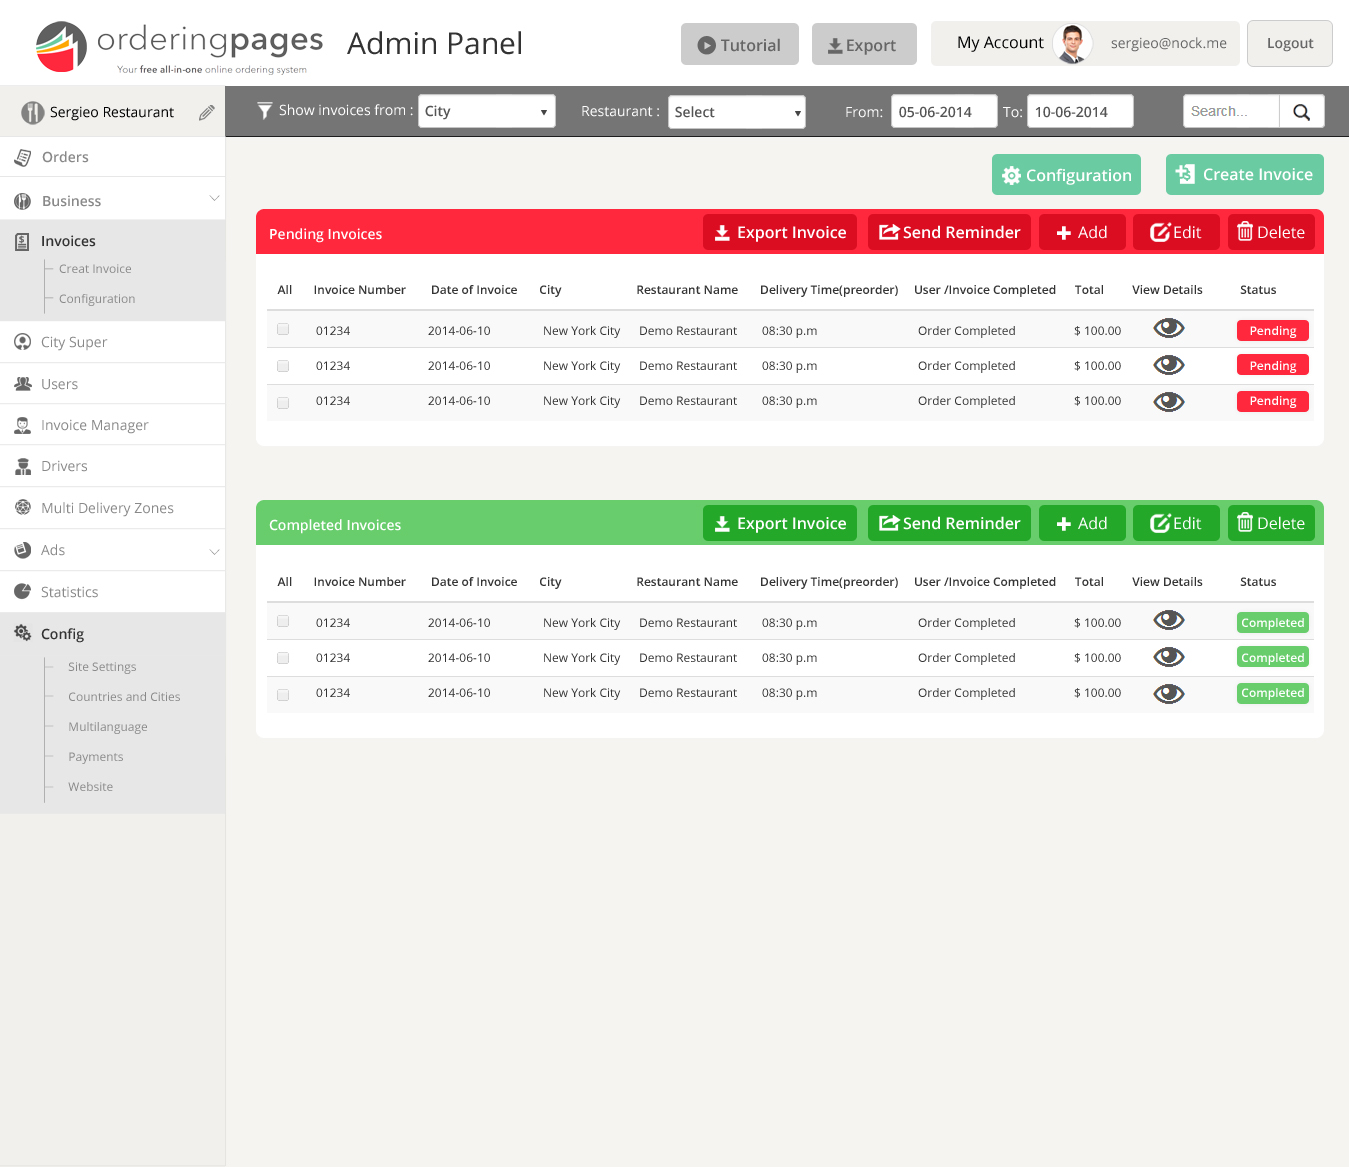 orderingpages Admin Panel Tutorial Export My Account sergieo@nock.me Logout
Your free all-in-one online ordering system
Sergieo Restaurant Show invoices from : City Restaurant : Select From: 05-06-2014 To: 10-06-2014 Search...
Orders
Business
Invoices
Creat Invoice
Configuration
City Super
Users
Invoice Manager
Drivers
Multi Delivery Zones
Ads
Statistics
Config
Site Settings
Countries and Cities
Multilanguage
Payments
Website
Configuration Create Invoice
Pending Invoices Export Invoice Send Reminder Add Edit Delete
All Invoice Number Date of Invoice City Restaurant Name Delivery Time(preorder) User /Invoice Completed Total View Details Status
01234 2014-06-10 New York City Demo Restaurant 08:30 p.m Order Completed $ 100.00 Pending
01234 2014-06-10 New York City Demo Restaurant 08:30 p.m Order Completed $ 100.00 Pending
01234 2014-06-10 New York City Demo Restaurant 08:30 p.m Order Completed $ 100.00 Pending
Completed Invoices Export Invoice Send Reminder Add Edit Delete
All Invoice Number Date of Invoice City Restaurant Name Delivery Time(preorder) User /Invoice Completed Total View Details Status
01234 2014-06-10 New York City Demo Restaurant 08:30 p.m Order Completed $ 100.00 Completed
01234 2014-06-10 New York City Demo Restaurant 08:30 p.m Order Completed $ 100.00 Completed
01234 2014-06-10 New York City Demo Restaurant 08:30 p.m Order Completed $ 100.00 Completed